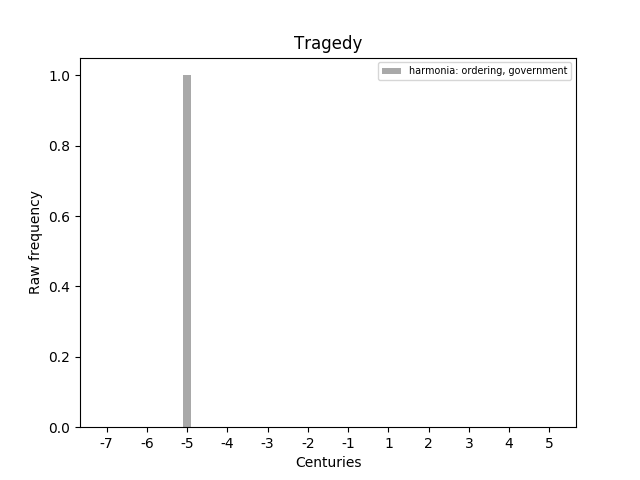 Tragedy
harmonia: ordering, government
1.0
0.8
0.6
0.4
0.2
0.0
Raw frequency
-7 -6 -5 -4 -3 -2 -1 1 2 3 4 5
Centuries